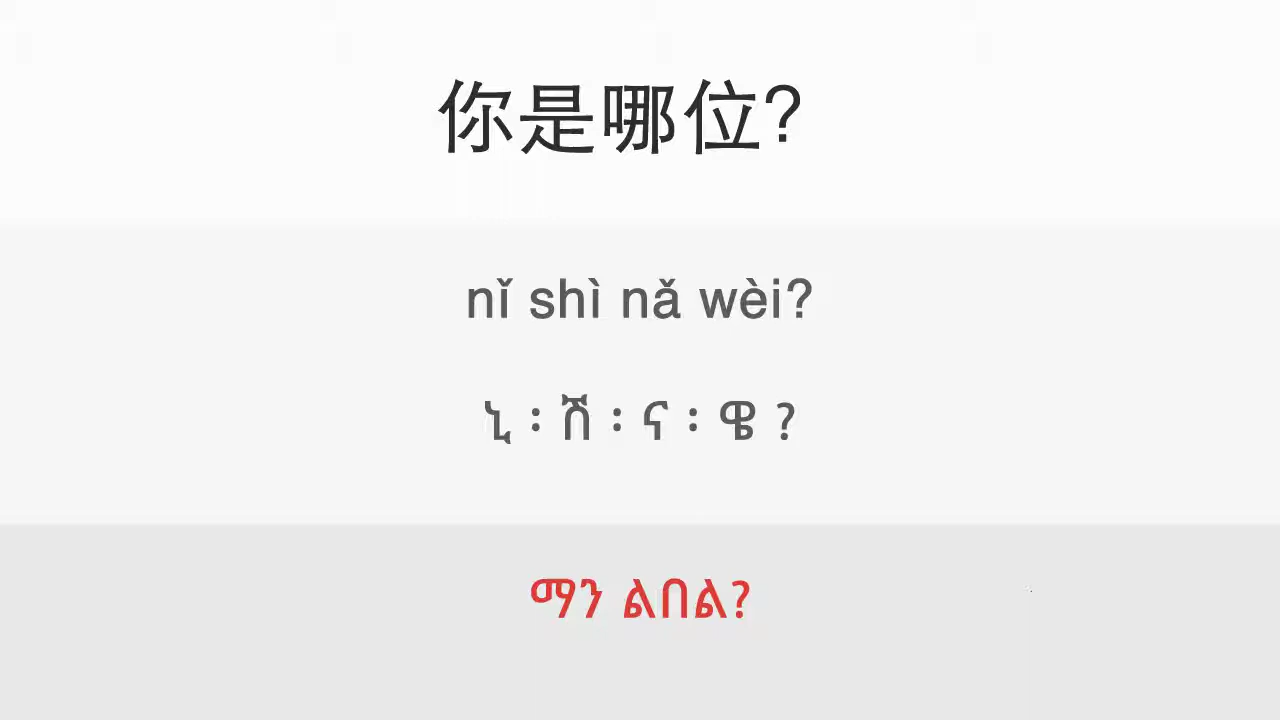 你是哪位?
nǐ shì nǎ wèi?
ኒ ፡ ሽ ፡ ና ፡ ዌ ?
ማን ልበል?